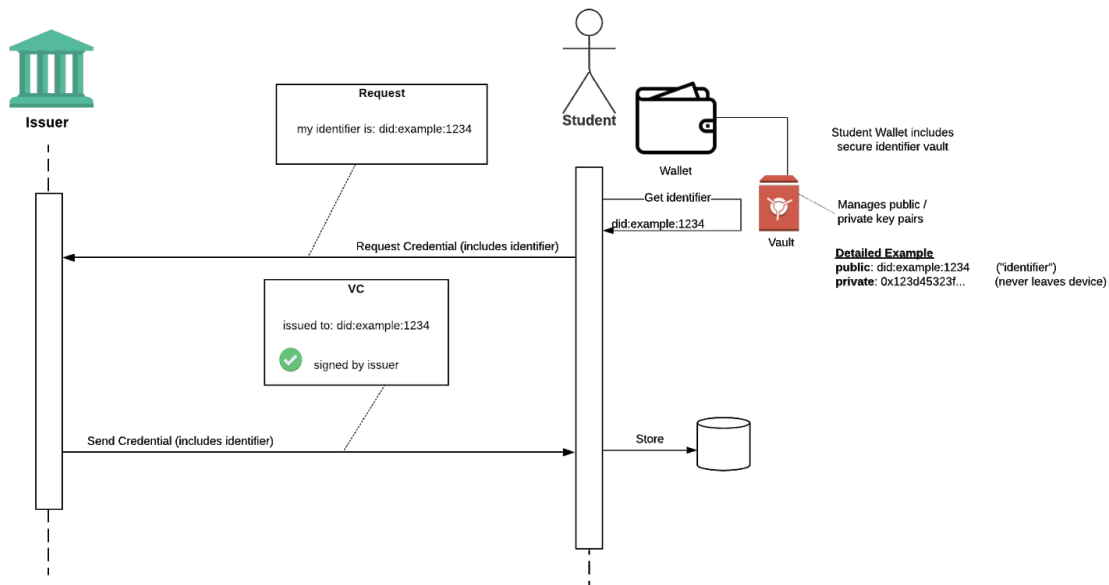 Issuer
Request
my identifier is: did:example:1234
Student
Wallet
Student Wallet includes
secure identifier vault
Get identifier
did:example:1234
Vault
Manages public /
private key pairs
Detailed Example
public: did:example:1234 ("identifier")
private: 0x123d45323f... (never leaves device)
Request Credential (includes identifier)
VC
issued to: did:example:1234
signed by issuer
Send Credential (includes identifier)
Store